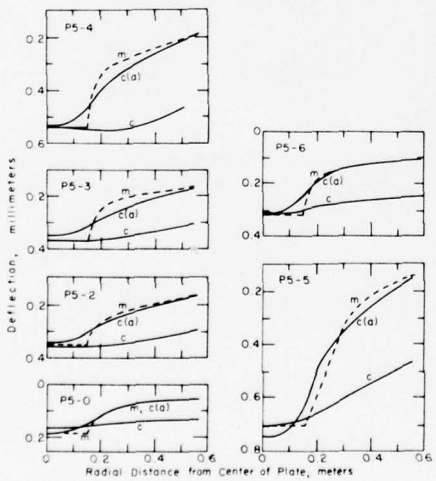 P5-4
0.2
0.4
0.6
m
c(a)
c
P5-3
0.2
0.4
m
c(a)
c
P5-2
0.2
0.4
m
c(a)
c
P5-0
0
0.2
m, c(a)
c
m
0 0.2 0.4 0.6
P5-6
0
0.2
0.4
m
c(a)
c
P5-5
0.2
0.4
0.6
0.8
m
c(a)
c
0 0.2 0.4 0.6
Deflection, millimeters
Radial Distance from Center of Plate, meters